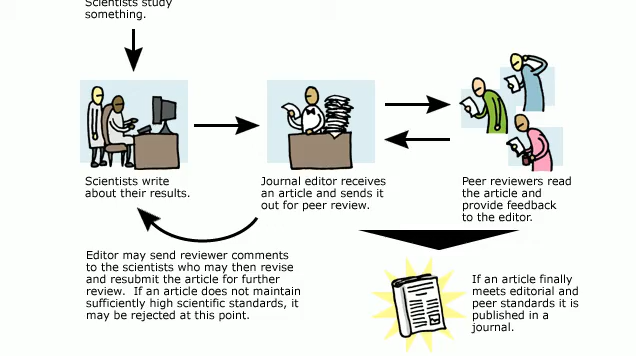 Scientists study
something.
Scientists write
about their results.
Journal editor receives
an article and sends it
out for peer review.
Peer reviewers read
the article and
provide feedback
to the editor.
Editor may send reviewer comments
to the scientists who may then revise
and resubmit the article for further
review.  If an article does not maintain
sufficiently high scientific standards, it
may be rejected at this point.
If an article finally
meets editorial and
peer standards it is
published in a
journal.